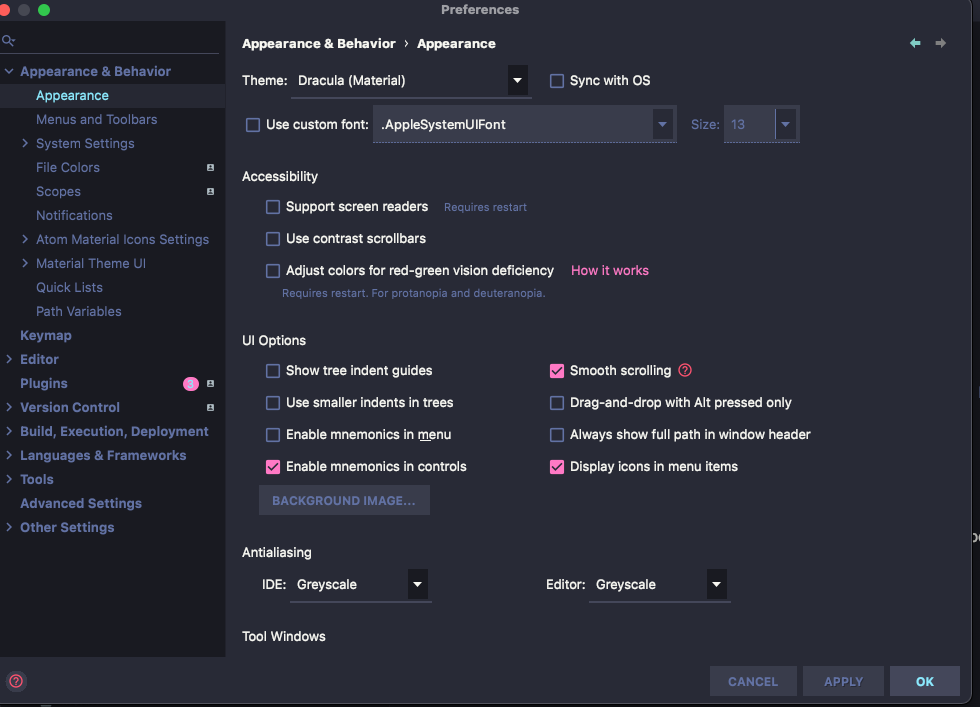 Preferences
Appearance & Behavior
Appearance
Menus and Toolbars
System Settings
File Colors
Scopes
Notifications
Atom Material Icons Settings
Material Theme UI
Quick Lists
Path Variables
Keymap
Editor
Plugins 3
Version Control
Build, Execution, Deployment
Languages & Frameworks
Tools
Advanced Settings
Other Settings
Appearance & Behavior › Appearance
Theme: Dracula (Material) Sync with OS
Use custom font: .AppleSystemUIFont Size: 13
Accessibility
Support screen readers Requires restart
Use contrast scrollbars
Adjust colors for red-green vision deficiency How it works
Requires restart. For protanopia and deuteranopia.
UI Options
Show tree indent guides Smooth scrolling ?
Use smaller indents in trees Drag-and-drop with Alt pressed only
Enable mnemonics in menu Always show full path in window header
Enable mnemonics in controls Display icons in menu items
BACKGROUND IMAGE...
Antialiasing
IDE: Greyscale Editor: Greyscale
Tool Windows
? CANCEL APPLY OK